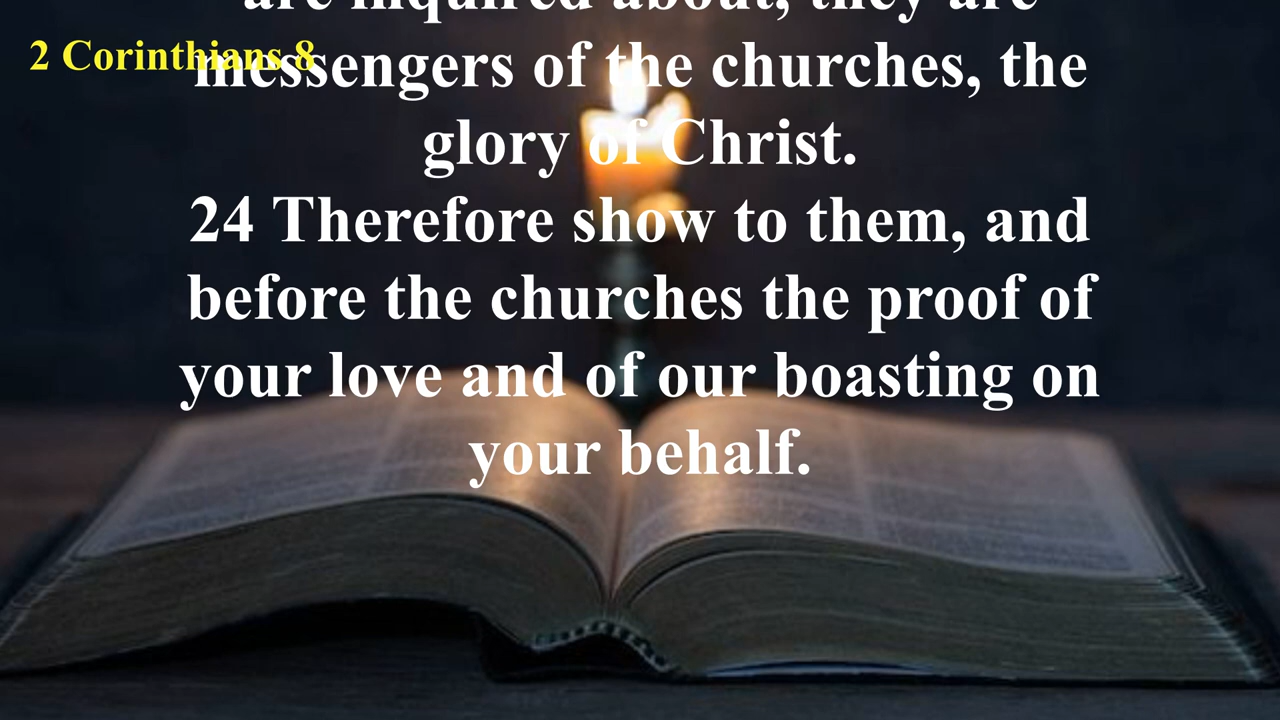 are inquired about, they are
2 Corinthians 8
messengers of the churches, the
glory of Christ.
24 Therefore show to them, and
before the churches the proof of
your love and of our boasting on
your behalf.